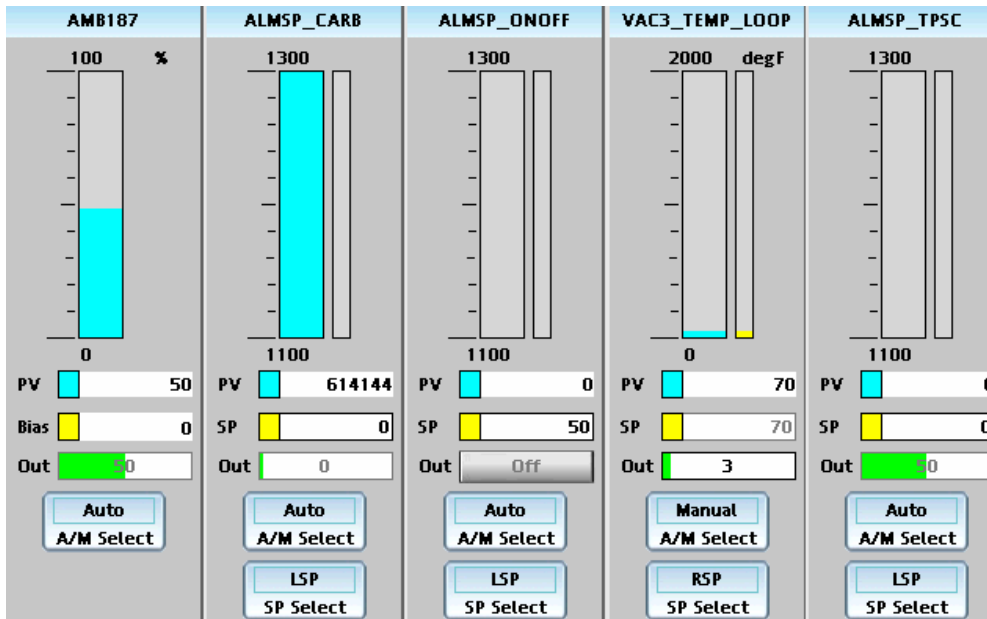 AMB187
100 %
0
PV 50
Bias 0
Out 50
Auto
A/M Select
ALMSP_CARB
1300
1100
PV 614144
SP 0
Out 0
Auto
A/M Select
LSP
SP Select
ALMSP_ONOFF
1300
1100
PV 0
SP 50
Out Off
Auto
A/M Select
LSP
SP Select
VAC3_TEMP_LOOP
2000 degF
0
PV 70
SP 70
Out 3
Manual
A/M Select
RSP
SP Select
ALMSP_TPSC
1300
1100
PV 0
SP 0
Out 50
Auto
A/M Select
LSP
SP Select